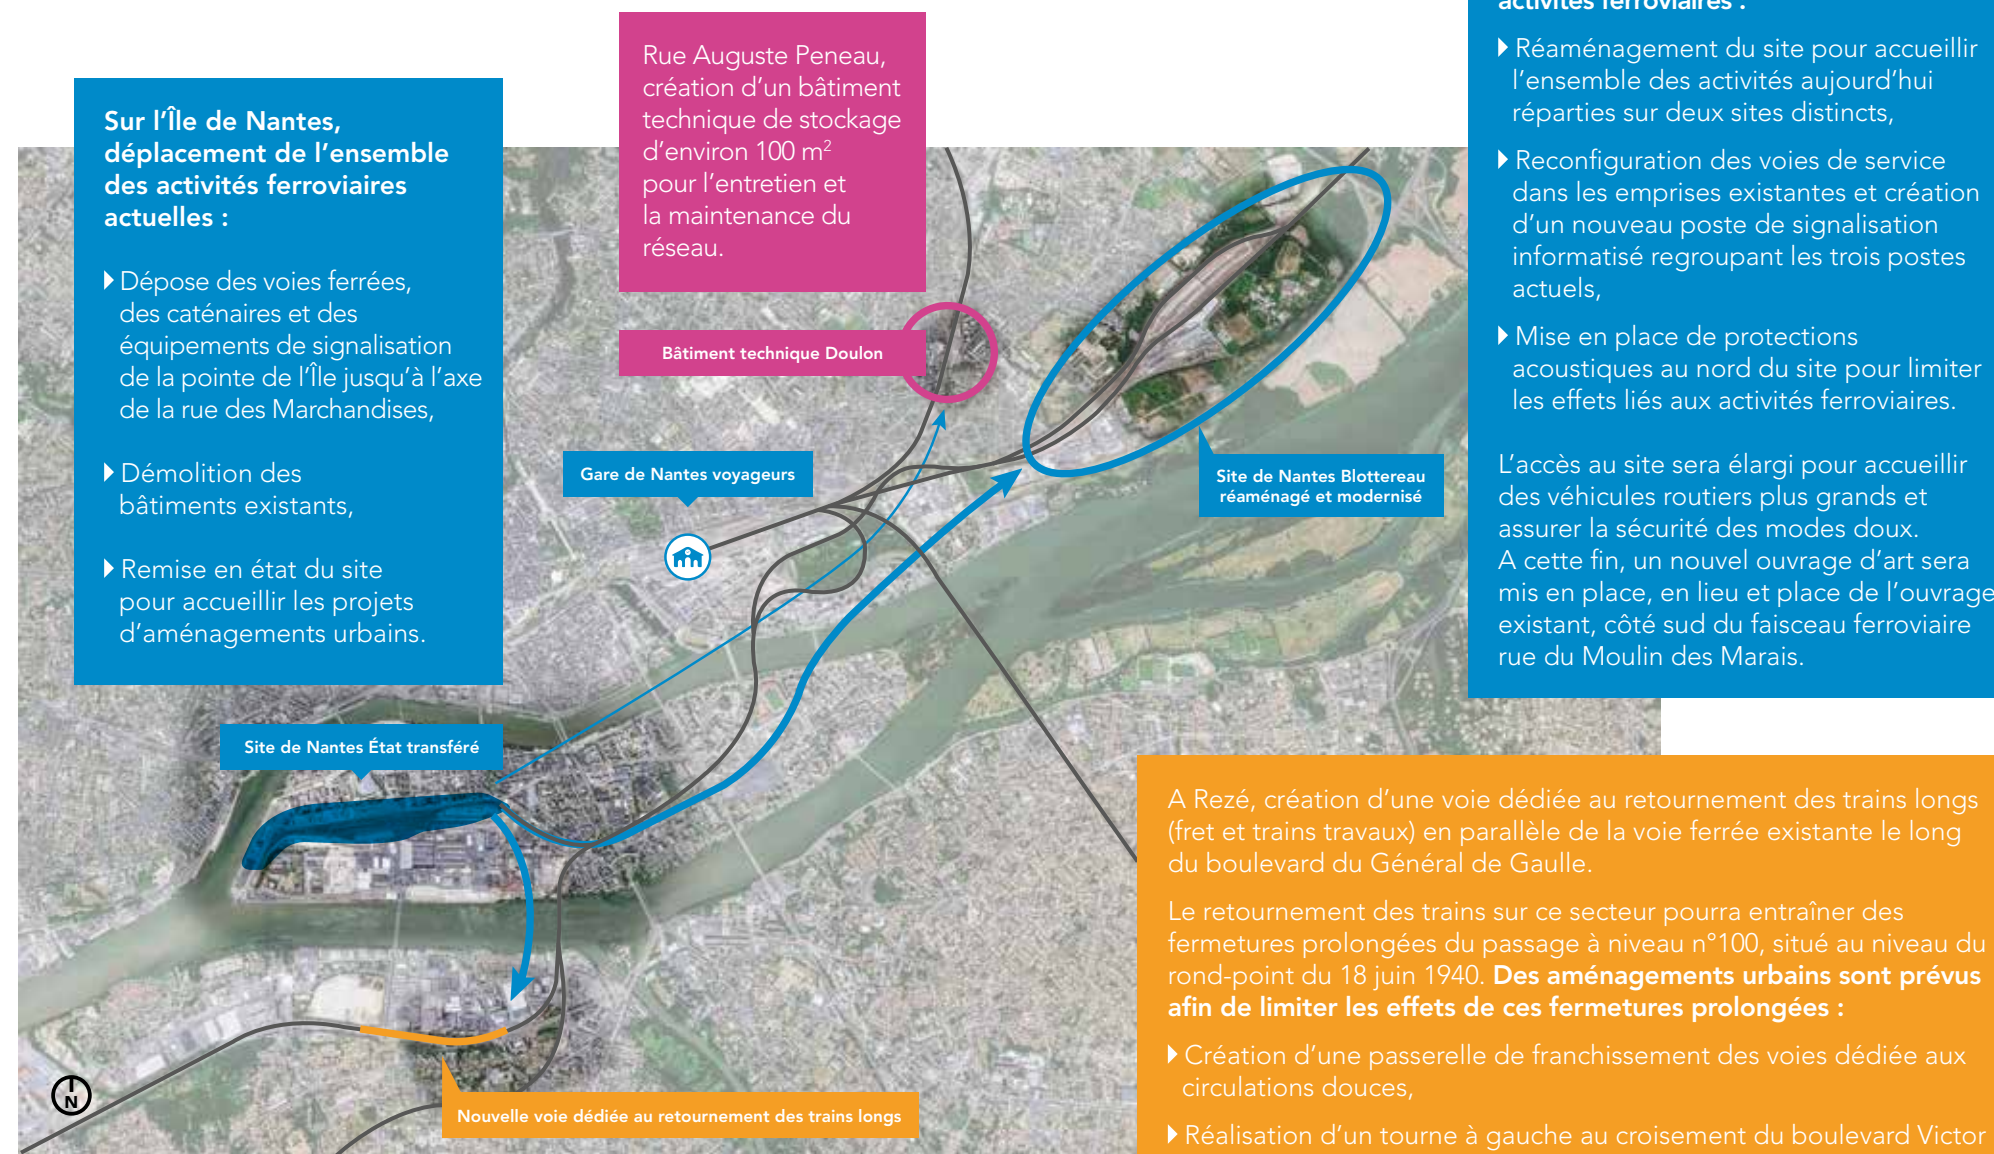 Sur l’Île de Nantes,
déplacement de l’ensemble
des activités ferroviaires
actuelles :
Dépose des voies ferrées,
des caténaires et des
équipements de signalisation
de la pointe de l’Île jusqu’à l’axe
de la rue des Marchandises,
Démolition des
bâtiments existants,
Remise en état du site
pour accueillir les projets
d’aménagements urbains.
Rue Auguste Peneau,
création d’un bâtiment
technique de stockage
d’environ 100 m²
pour l’entretien et
la maintenance du
réseau.
Bâtiment technique Doulon
Gare de Nantes voyageurs
Site de Nantes Blottereau
réaménagé et modernisé
Site de Nantes État transféré
Nouvelle voie dédiée au retournement des trains longs
N
activités ferroviaires :
Réaménagement du site pour accueillir
l’ensemble des activités aujourd’hui
réparties sur deux sites distincts,
Reconfiguration des voies de service
dans les emprises existantes et création
d’un nouveau poste de signalisation
informatisé regroupant les trois postes
actuels,
Mise en place de protections
acoustiques au nord du site pour limiter
les effets liés aux activités ferroviaires.
L’accès au site sera élargi pour accueillir
des véhicules routiers plus grands et
assurer la sécurité des modes doux.
A cette fin, un nouvel ouvrage d’art sera
mis en place, en lieu et place de l’ouvrage
existant, côté sud du faisceau ferroviaire
rue du Moulin des Marais.
A Rezé, création d’une voie dédiée au retournement des trains longs
(fret et trains travaux) en parallèle de la voie ferrée existante le long
du boulevard du Général de Gaulle.
Le retournement des trains sur ce secteur pourra entraîner des
fermetures prolongées du passage à niveau n°100, situé au niveau du
rond-point du 18 juin 1940. Des aménagements urbains sont prévus
afin de limiter les effets de ces fermetures prolongées :
Création d’une passerelle de franchissement des voies dédiée aux
circulations douces,
Réalisation d’un tourne à gauche au croisement du boulevard Victor